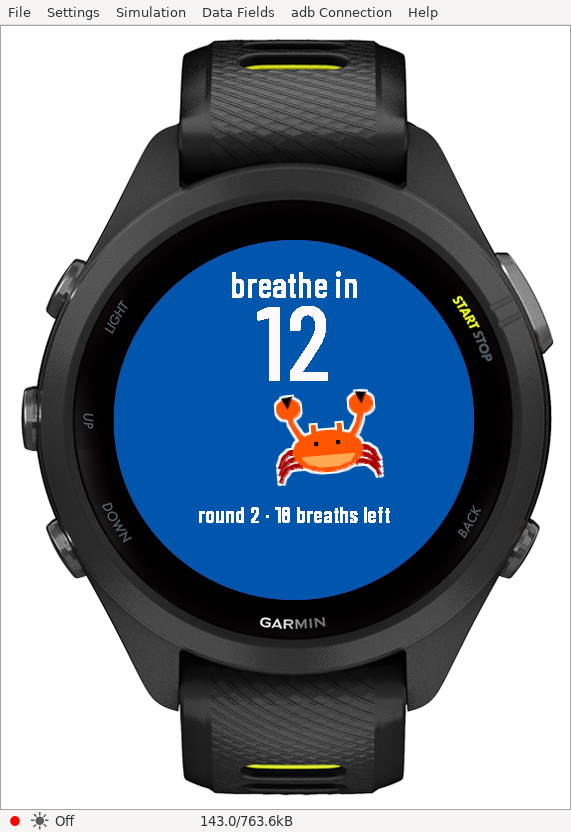 File Settings Simulation Data Fields adb Connection Help
LIGHT
START STOP
UP
DOWN
BACK
breathe in
12
round 2 · 18 breaths left
GARMIN
Off 143.0/763.6kB